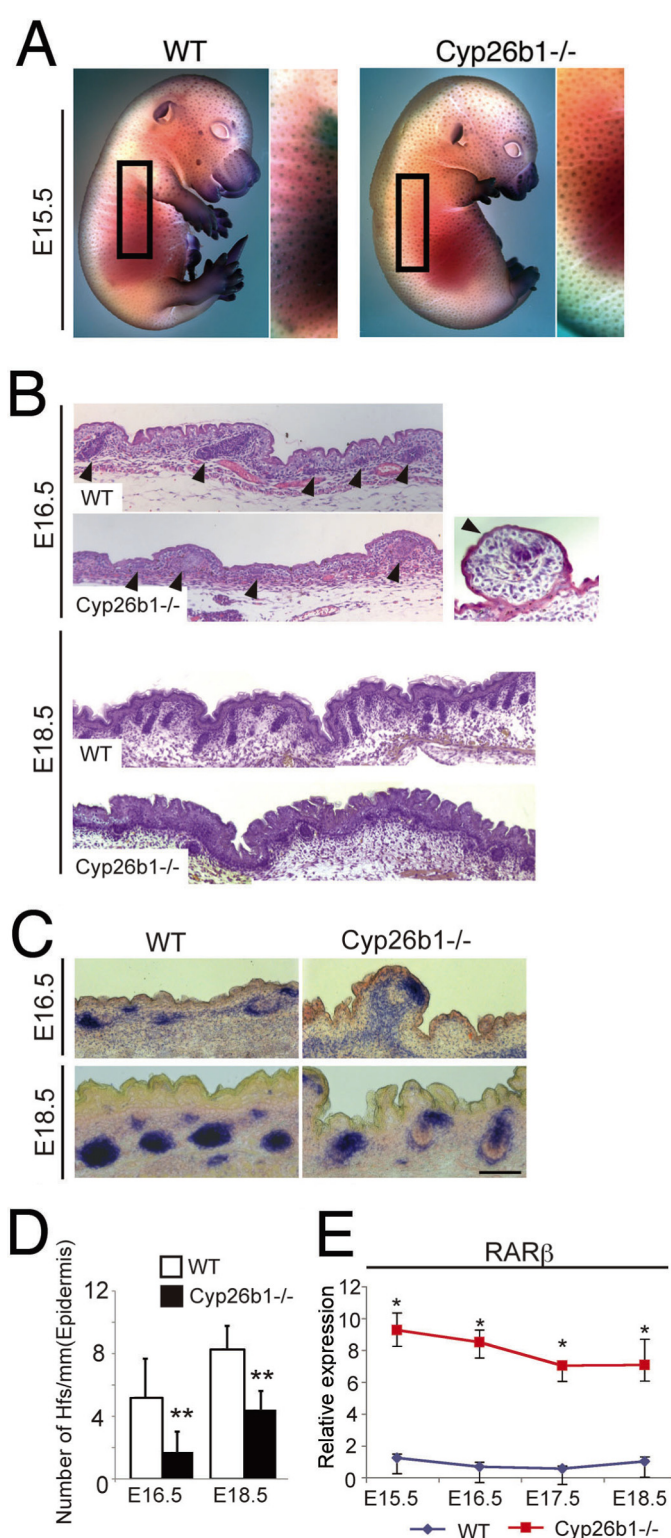 A
WT
Cyp26b1-/-
E15.5
B
E16.5
WT
Cyp26b1-/-
E18.5
WT
Cyp26b1-/-
C
WT
Cyp26b1-/-
E16.5
E18.5
D
WT
Cyp26b1-/-
Number of Hfs/mm(Epidermis)
12
8
4
0
**
**
E16.5
E18.5
E
RARβ
Relative expression
12
10
8
6
4
2
0
*
*
*
*
E15.5
E16.5
E17.5
E18.5
WT
Cyp26b1-/-